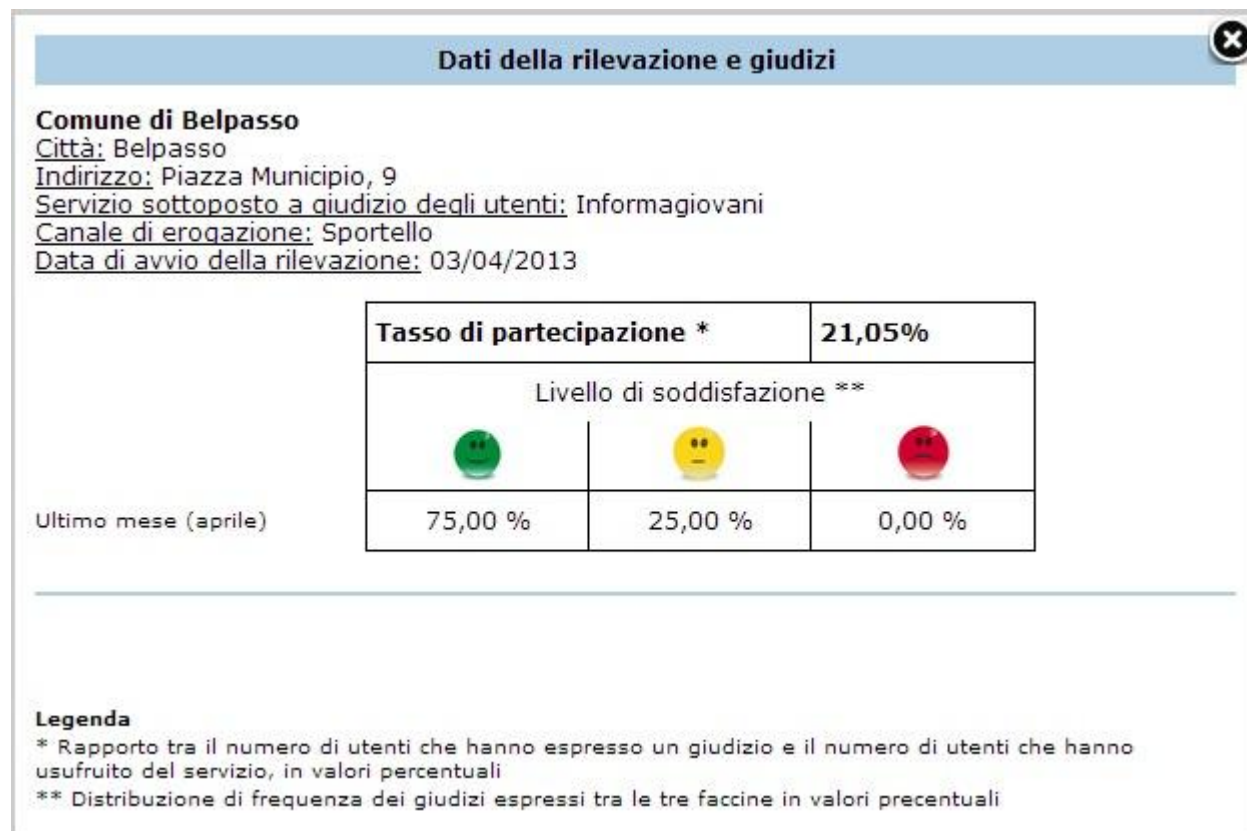 Dati della rilevazione e giudizi
Comune di Belpasso
Città: Belpasso
Indirizzo: Piazza Municipio, 9
Servizio sottoposto a giudizio degli utenti: Informagiovani
Canale di erogazione: Sportello
Data di avvio della rilevazione: 03/04/2013
Tasso di partecipazione * 21,05%
Livello di soddisfazione **
Ultimo mese (aprile) 75,00 % 25,00 % 0,00 %
Legenda
* Rapporto tra il numero di utenti che hanno espresso un giudizio e il numero di utenti che hanno
usufruito del servizio, in valori percentuali
** Distribuzione di frequenza dei giudizi espressi tra le tre faccine in valori precentuali